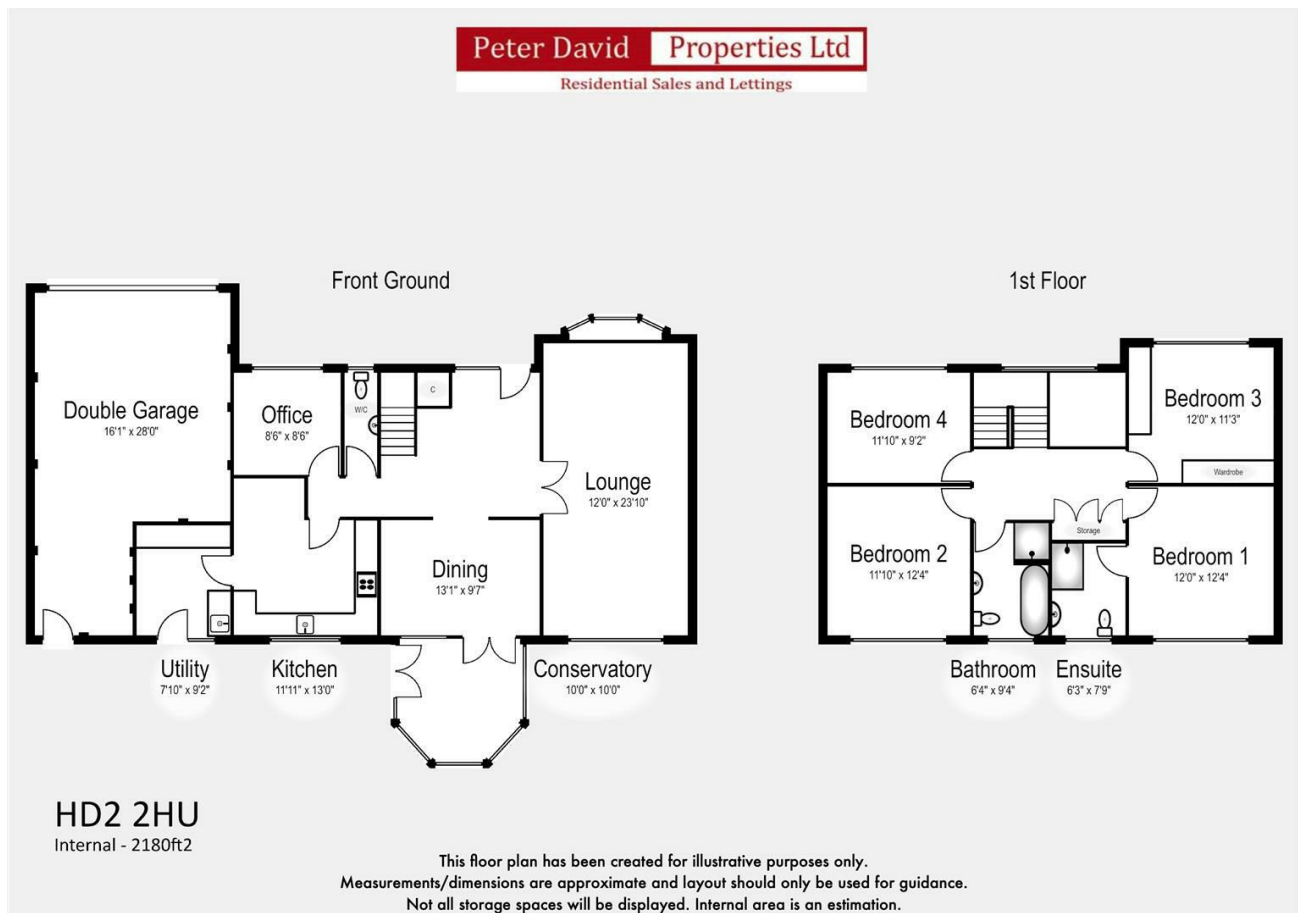 Peter David Properties Ltd
Residential Sales and Lettings
Front Ground
1st Floor
Double Garage
16'1" x 28'0"
Office
8'6" x 8'6"
W/C
C
Lounge
12'0" x 23'10"
Dining
13'1" x 9'7"
Utility
7'10" x 9'2"
Kitchen
11'11" x 13'0"
Conservatory
10'0" x 10'0"
Bedroom 4
11'10" x 9'2"
Bedroom 3
12'0" x 11'3"
Wardrobe
Storage
Bedroom 2
11'10" x 12'4"
Bedroom 1
12'0" x 12'4"
Bathroom
6'4" x 9'4"
Ensuite
6'3" x 7'9"
HD2 2HU
Internal - 2180ft2
This floor plan has been created for illustrative purposes only.
Measurements/dimensions are approximate and layout should only be used for guidance.
Not all storage spaces will be displayed. Internal area is an estimation.